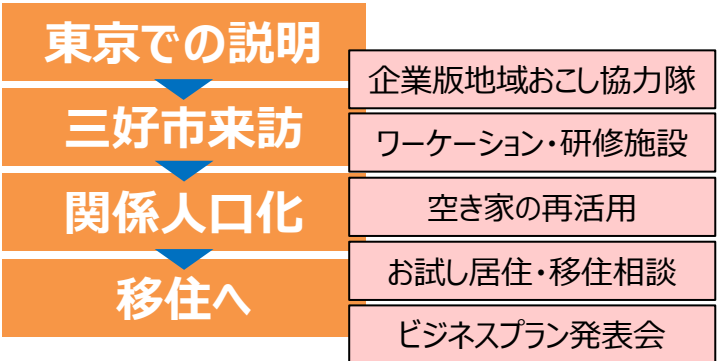 東京での説明
三好市来訪
関係人口化
移住へ
企業版地域おこし協力隊
ワーケーション・研修施設
空き家の再活用
お試し居住・移住相談
ビジネスプラン発表会